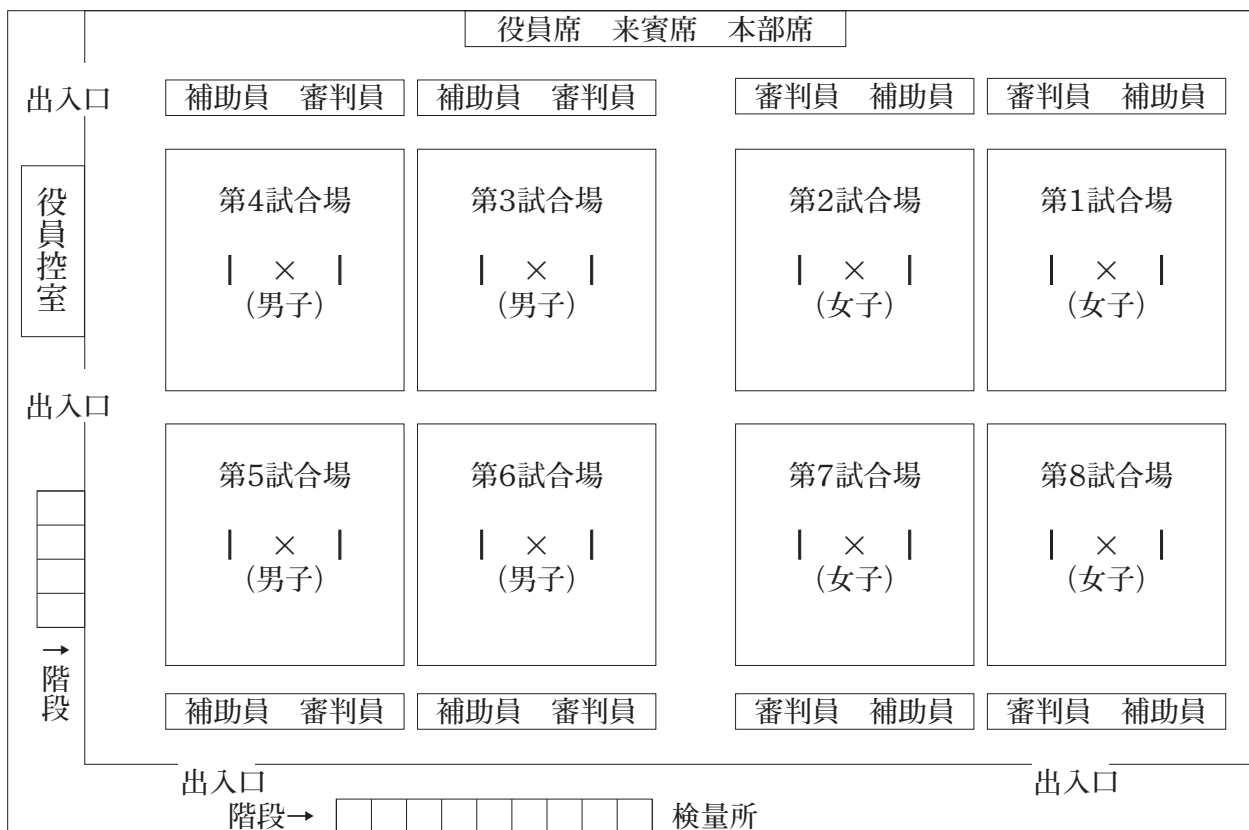 役員席 来賓席 本部席
出入口
補助員 審判員
補助員 審判員
審判員 補助員
審判員 補助員
役員控室
第4試合場
×
(男子)
第3試合場
×
(男子)
第2試合場
×
(女子)
第1試合場
×
(女子)
出入口
第5試合場
×
(男子)
第6試合場
×
(男子)
第7試合場
×
(女子)
第8試合場
×
(女子)
→階段
補助員 審判員
補助員 審判員
審判員 補助員
審判員 補助員
出入口
出入口
階段→
検量所